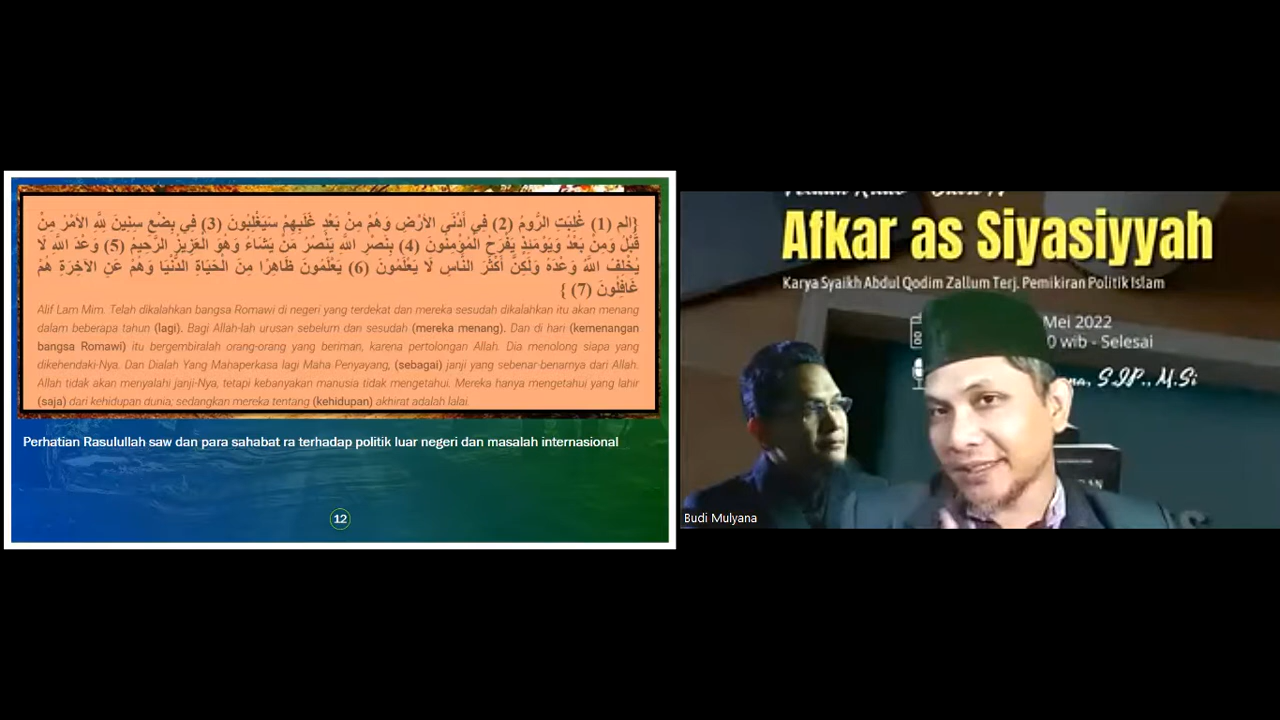 {الم (1) غُلِبَتِ الرُّومُ (2) فِي أَدْنَى الْأَرْضِ وَهُمْ مِنْ بَعْدِ غَلَبِهِمْ سَيَغْلِبُونَ (3) فِي بِضْعِ سِنِينَ لِلَّهِ الْأَمْرُ مِنْ
قَبْلُ وَمِنْ بَعْدُ وَيَوْمَئِذٍ يَفْرَحُ الْمُؤْمِنُونَ (4) بِنَصْرِ اللَّهِ يَنْصُرُ مَنْ يَشَاءُ وَهُوَ الْعَزِيزُ الرَّحِيمُ (5) وَعْدَ اللَّهِ لَا
يُخْلِفُ اللَّهُ وَعْدَهُ وَلَكِنَّ أَكْثَرَ النَّاسِ لَا يَعْلَمُونَ (6) يَعْلَمُونَ ظَاهِرًا مِنَ الْحَيَاةِ الدُّنْيَا وَهُمْ عَنِ الْآخِرَةِ هُمْ
غَافِلُونَ (7) }
Alif Lam Mim. Telah dikalahkan bangsa Romawi di negeri yang terdekat dan mereka sesudah dikalahkan itu akan menang
dalam beberapa tahun (lagi). Bagi Allah-lah urusan sebelum dan sesudah (mereka menang). Dan di hari (kemenangan
bangsa Romawi) itu bergembiralah orang-orang yang beriman, karena pertolongan Allah. Dia menolong siapa yang
dikehendaki-Nya. Dan Dialah Yang Mahaperkasa lagi Maha Penyayang, (sebagai) janji yang sebenar-benarnya dari Allah.
Allah tidak akan menyalahi janji-Nya, tetapi kebanyakan manusia tidak mengetahui. Mereka hanya mengetahui yang lahir
(saja) dari kehidupan dunia; sedangkan mereka tentang (kehidupan) akhirat adalah lalai.
Perhatian Rasulullah saw dan para sahabat ra terhadap politik luar negeri dan masalah internasional
12
Afkar as Siyasiyyah
Karya Syaikh Abdul Qodim Zallum Terj. Pemikiran Politik Islam
Mei 2022
0 wib - Selesai
na, S.IP., M.Si
Budi Mulyana